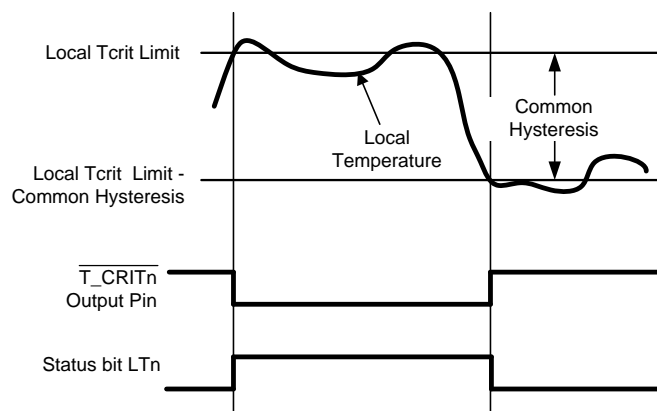 Local Tcrit Limit
Common
Hysteresis
Local
Temperature
Local Tcrit Limit -
Common Hysteresis
T_CRITn
Output Pin
Status bit LTn